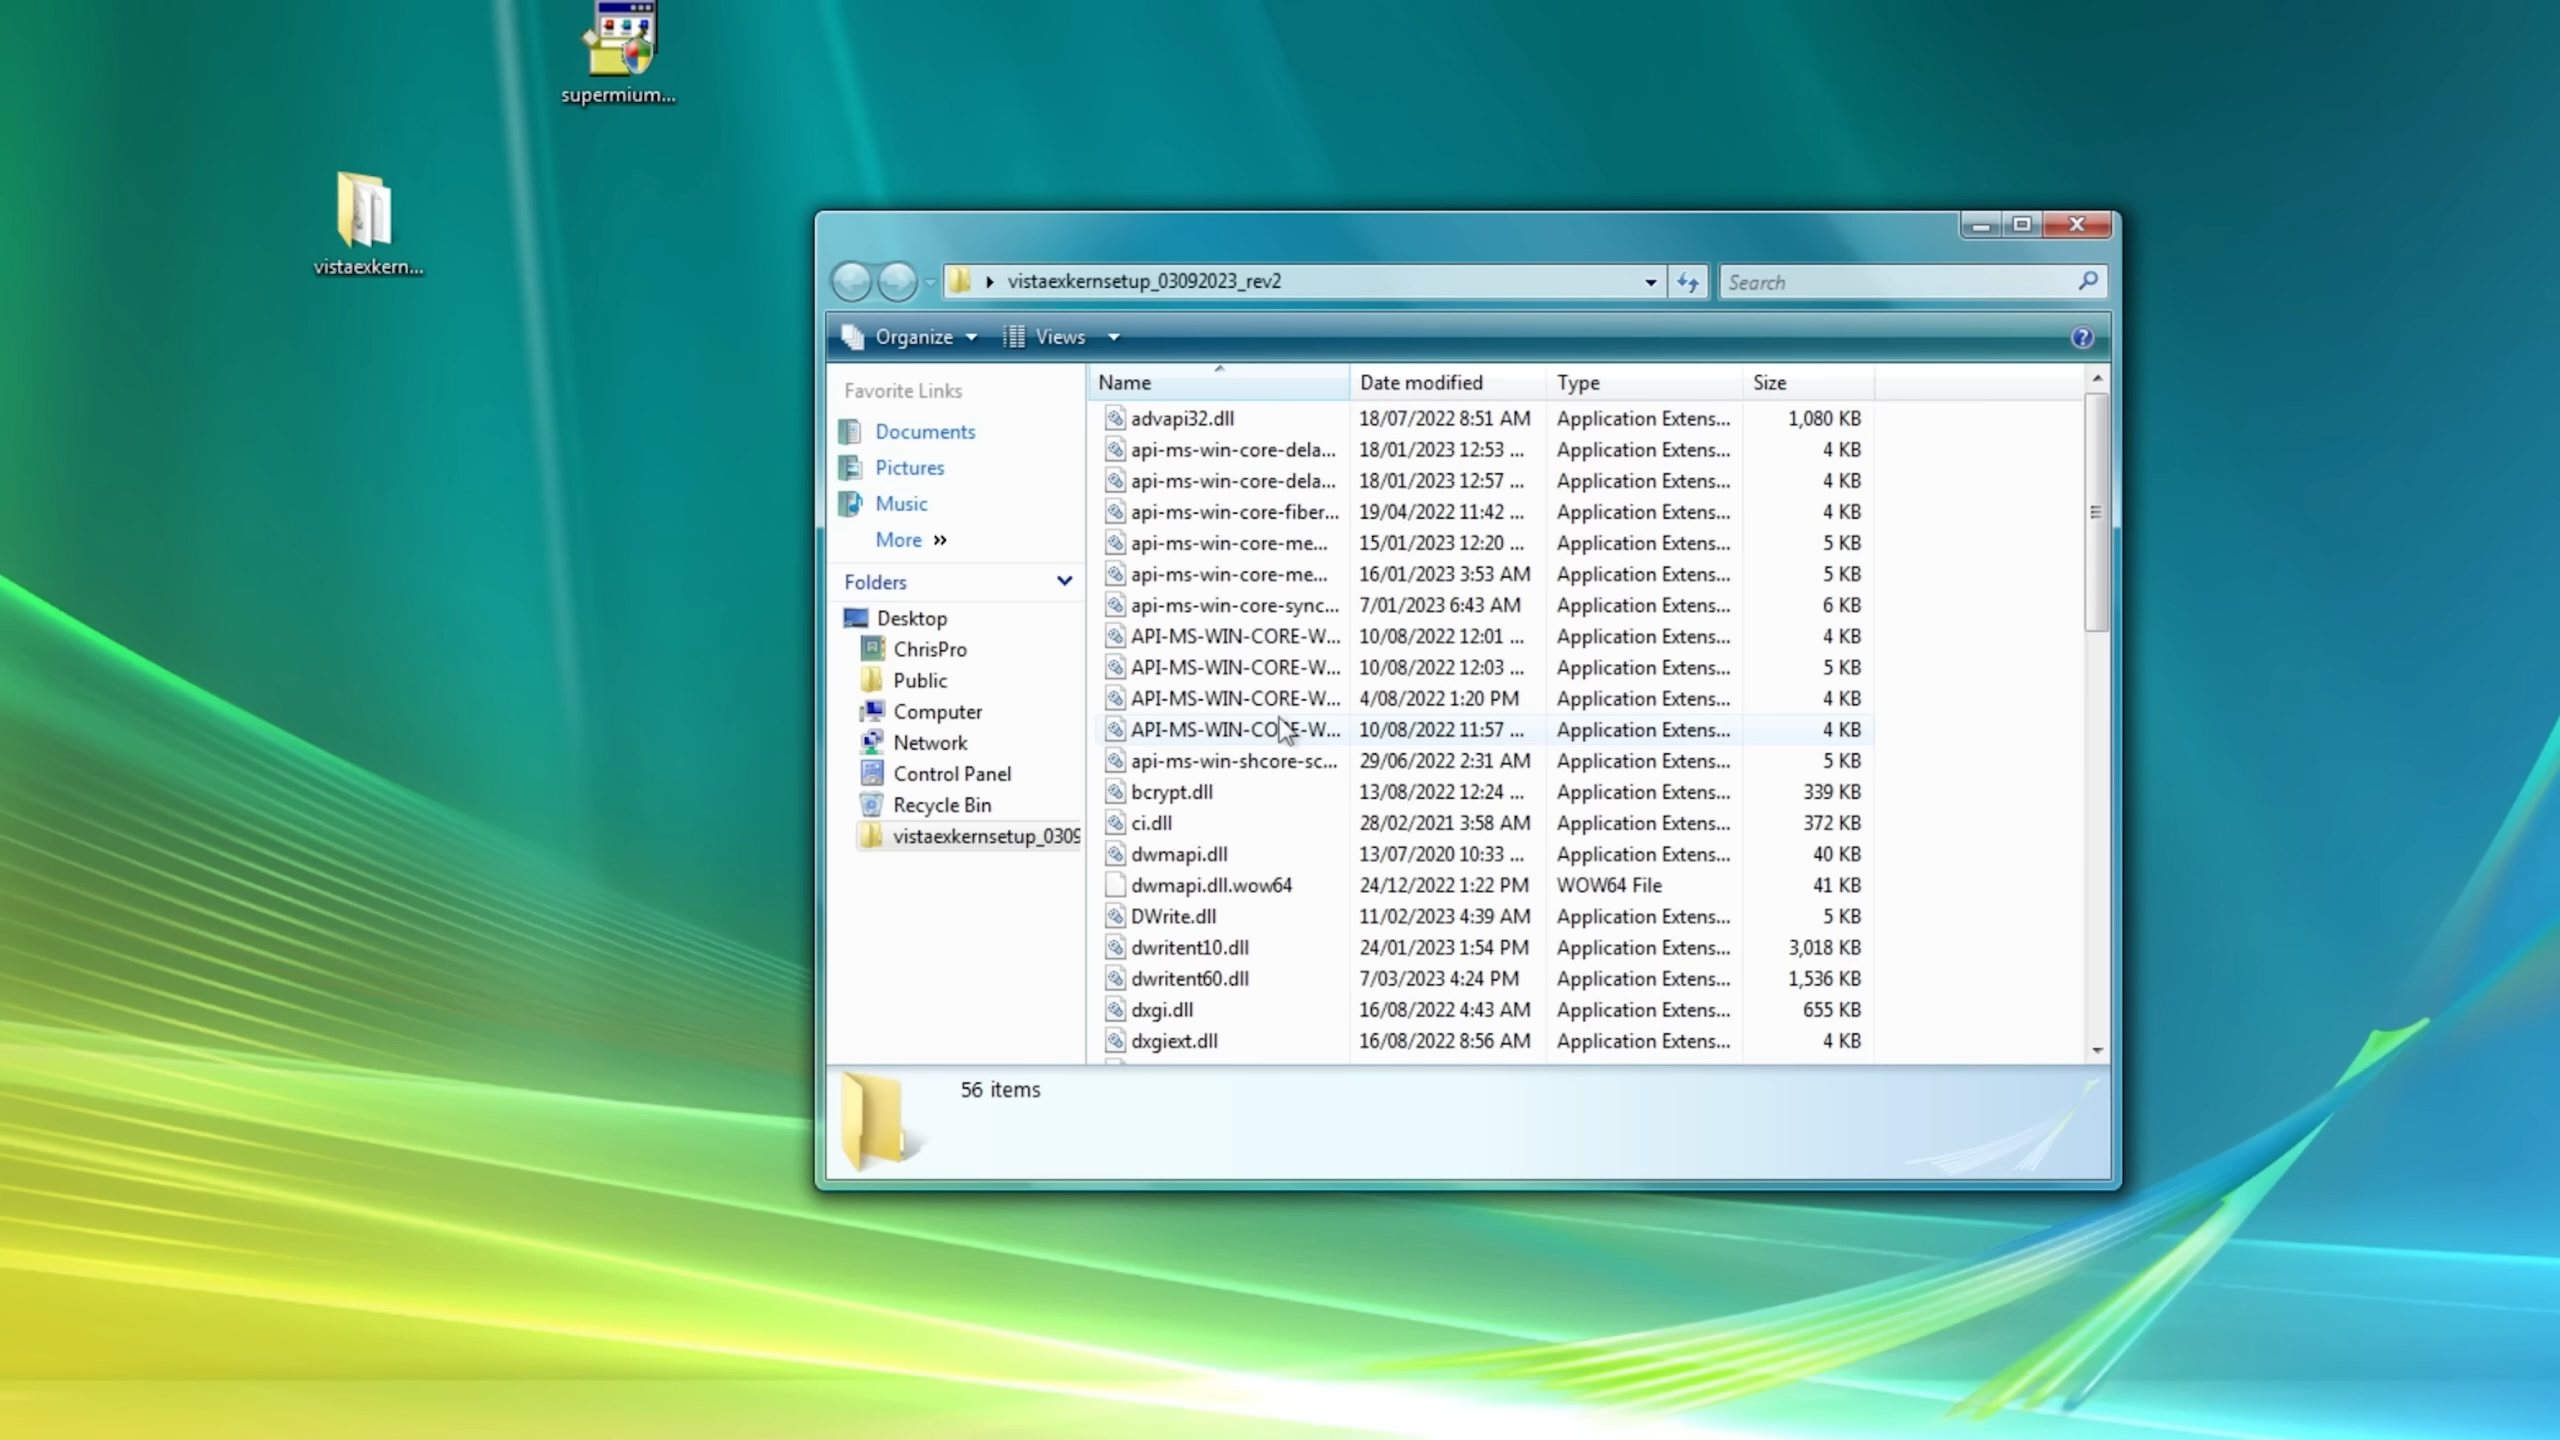 supermium...
vistaexkern...
vistaexkernsetup_03092023_rev2
Search
Organize
Views
Favorite Links
Documents
Pictures
Music
More »
Folders
Desktop
ChrisPro
Public
Computer
Network
Control Panel
Recycle Bin
vistaexkernsetup_0309
Name Date modified Type Size
advapi32.dll 18/07/2022 8:51 AM Application Extens... 1,080 KB
api-ms-win-core-dela... 18/01/2023 12:53 ... Application Extens... 4 KB
api-ms-win-core-dela... 18/01/2023 12:57 ... Application Extens... 4 KB
api-ms-win-core-fiber... 19/04/2022 11:42 ... Application Extens... 4 KB
api-ms-win-core-me... 15/01/2023 12:20 ... Application Extens... 5 KB
api-ms-win-core-me... 16/01/2023 3:53 AM Application Extens... 5 KB
api-ms-win-core-sync... 7/01/2023 6:43 AM Application Extens... 6 KB
API-MS-WIN-CORE-W... 10/08/2022 12:01 ... Application Extens... 4 KB
API-MS-WIN-CORE-W... 10/08/2022 12:03 ... Application Extens... 5 KB
API-MS-WIN-CORE-W... 4/08/2022 1:20 PM Application Extens... 4 KB
API-MS-WIN-CORE-W... 10/08/2022 11:57 ... Application Extens... 4 KB
api-ms-win-shcore-sc... 29/06/2022 2:31 AM Application Extens... 5 KB
bcrypt.dll 13/08/2022 12:24 ... Application Extens... 339 KB
ci.dll 28/02/2021 3:58 AM Application Extens... 372 KB
dwmapi.dll 13/07/2020 10:33 ... Application Extens... 40 KB
dwmapi.dll.wow64 24/12/2022 1:22 PM WOW64 File 41 KB
DWrite.dll 11/02/2023 4:39 AM Application Extens... 5 KB
dwritent10.dll 24/01/2023 1:54 PM Application Extens... 3,018 KB
dwritent60.dll 7/03/2023 4:24 PM Application Extens... 1,536 KB
dxgi.dll 16/08/2022 4:43 AM Application Extens... 655 KB
dxgiext.dll 16/08/2022 8:56 AM Application Extens... 4 KB
56 items